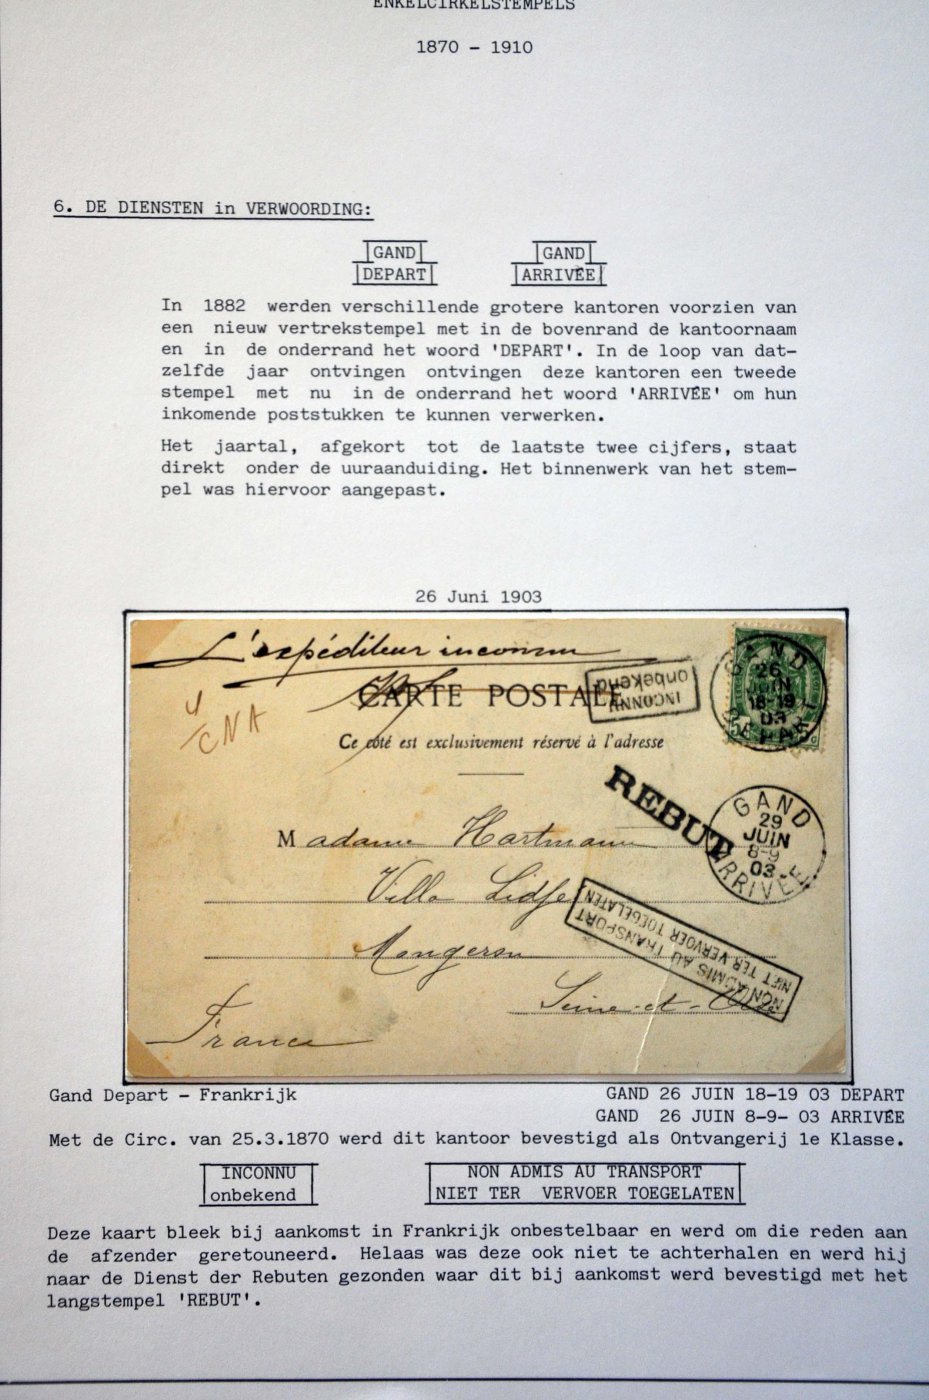 ENKELCIRKELSTEMPELS
1870 - 1910
6. DE DIENSTEN in VERWOORDING:
GAND GAND
DEPART ARRIVÉE
In 1882 werden verschillende grotere kantoren voorzien van
een nieuw vertrekstempel met in de bovenrand de kantoornaam
en in de onderrand het woord 'DEPART'. In de loop van dat-
zelfde jaar ontvingen ontvingen deze kantoren een tweede
stempel met nu in de onderrand het woord 'ARRIVÉE' om hun
inkomende poststukken te kunnen verwerken.
Het jaartal, afgekort tot de laatste twee cijfers, staat
direkt onder de uuraanduiding. Het binnenwerk van het stem-
pel was hiervoor aangepast.
26 Juni 1903
L'expéditeur inconnu
CARTE POSTALE
INCONNU
onbekend
GAND
26
JUIN
18-19
03
DEPART
CNA
Ce côté est exclusivement réservé à l'adresse
REBUT
GAND
29
JUIN
8-9
03
ARRIVÉE
Madame Hartmann
Villa
NON ADMIS AU TRANSPORT
NIET TER VERVOER TOEGELATEN
Seine-et-Oise
France
Gand Depart - Frankrijk GAND 26 JUIN 18-19 03 DEPART
GAND 26 JUIN 8-9- 03 ARRIVÉE
Met de Circ. van 25.3.1870 werd dit kantoor bevestigd als Ontvangerij 1e Klasse.
INCONNU NON ADMIS AU TRANSPORT
onbekend NIET TER VERVOER TOEGELATEN
Deze kaart bleek bij aankomst in Frankrijk onbestelbaar en werd om die reden aan
de afzender geretouneerd. Helaas was deze ook niet te achterhalen en werd hij
naar de Dienst der Rebuten gezonden waar dit bij aankomst werd bevestigd met het
langstempel 'REBUT'.